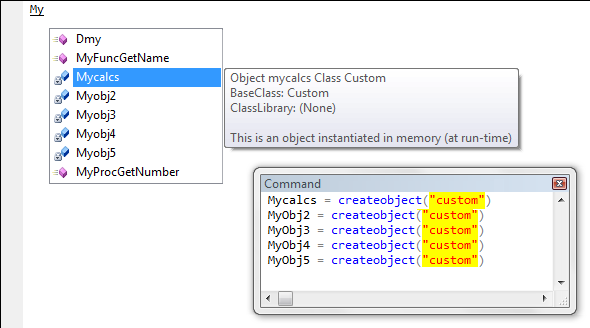 My
Dmy
MyFuncGetName
Mycalcs
Myobj2
Myobj3
Myobj4
Myobj5
MyProcGetNumber
Object mycalcs Class Custom
BaseClass: Custom
ClassLibrary: (None)
This is an object instantiated in memory (at run-time)
Command
Mycalcs = createobject("custom")
MyObj2 = createobject("custom")
MyObj3 = createobject("custom")
MyObj4 = createobject("custom")
MyObj5 = createobject("custom")